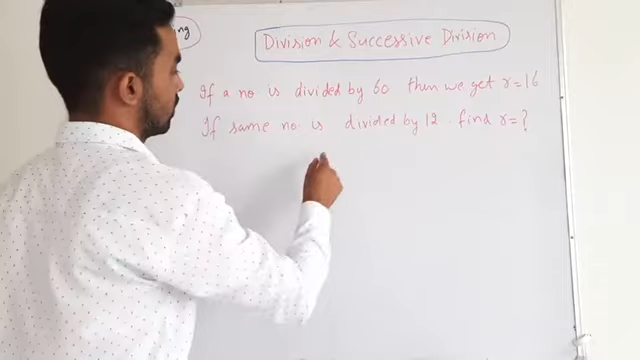 ing
Division & Successive Division
If a no is divided by 60 then we get r=16
If same no is divided by 12. find r=?